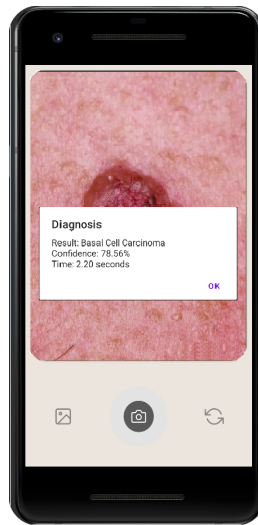 Diagnosis
Result: Basal Cell Carcinoma
Confidence: 78.56%
Time: 2.20 seconds
OK